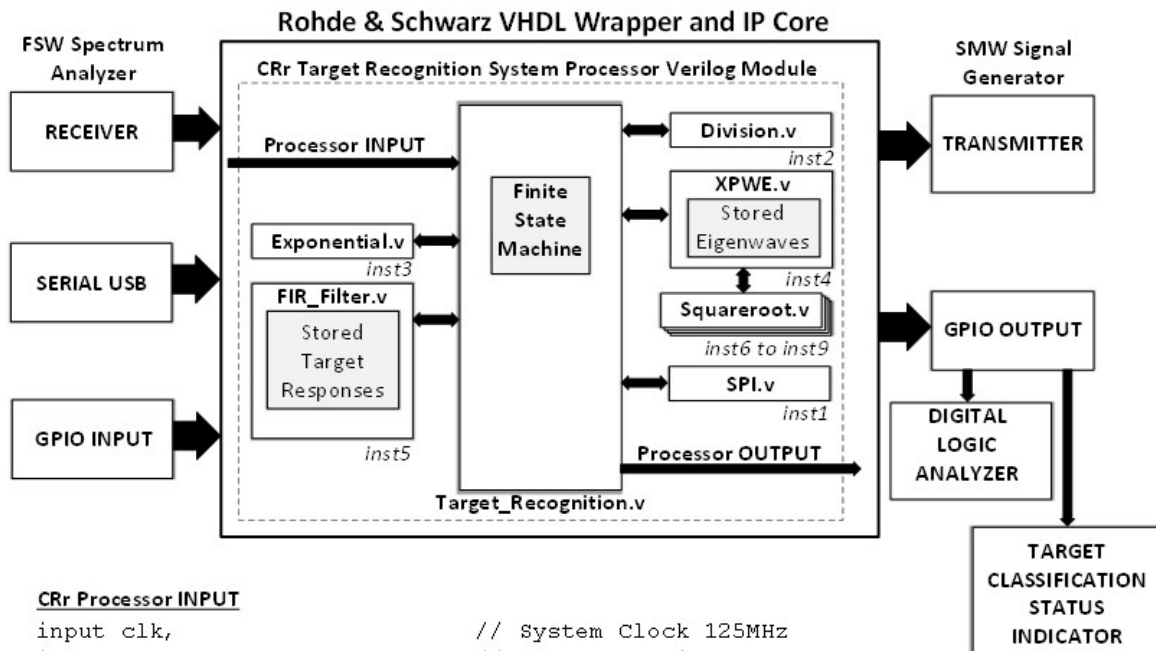 Rohde & Schwarz VHDL Wrapper and IP Core
FSW Spectrum
Analyzer
RECEIVER
SERIAL USB
GPIO INPUT
CRr Target Recognition System Processor Verilog Module
Processor INPUT
Exponential.v
inst3
FIR_Filter.v
Stored
Target
Responses
inst5
Finite
State
Machine
Target_Recognition.v
Division.v
inst2
XPWE.v
Stored
Eigenwaves
inst4
Squareroot.v
inst6 to inst9
SPI.v
inst1
Processor OUTPUT
SMW Signal
Generator
TRANSMITTER
GPIO OUTPUT
DIGITAL
LOGIC
ANALYZER
TARGET
CLASSIFICATION
STATUS
INDICATOR
CRr Processor INPUT
input clk, // System Clock 125MHz